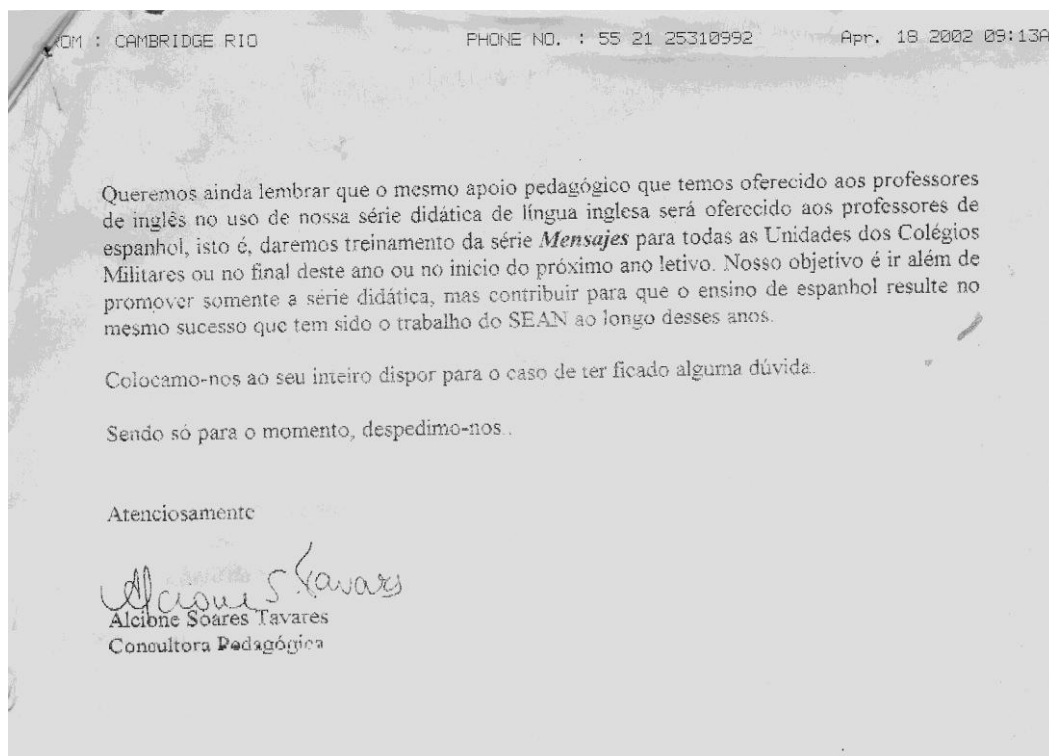 ROM : CAMBRIDGE RIO PHONE NO. : 55 21 25310992 Apr. 18 2002 09:13A
Queremos ainda lembrar que o mesmo apoio pedagógico que temos oferecido aos professores
de inglês no uso de nossa série didática de língua inglesa será oferecido aos professores de
espanhol, isto é, daremos treinamento da série Mensajes para todas as Unidades dos Colégios
Militares ou no final deste ano ou no início do próximo ano letivo. Nosso objetivo é ir além de
promover somente a série didática, mas contribuir para que o ensino de espanhol resulte no
mesmo sucesso que tem sido o trabalho do SEAN ao longo desses anos.
Colocamo-nos ao seu inteiro dispor para o caso de ter ficado alguma dúvida.
Sendo só para o momento, despedimo-nos..
Atenciosamente
Alcione S Tavares
Alcione Soares Tavares
Consultora Pedagógica